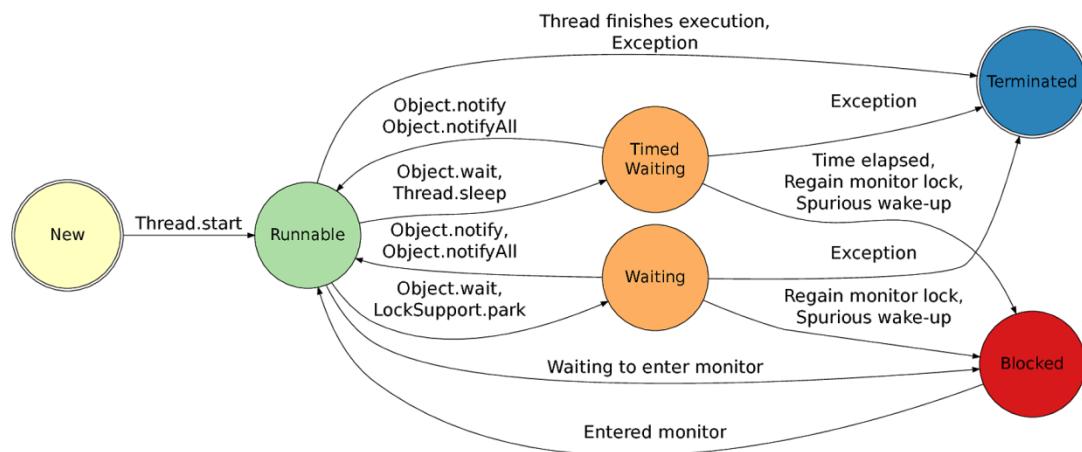 Thread finishes execution,
Exception
Terminated
Object.notify
Object.notifyAll
Exception
Timed
Waiting
Time elapsed,
Regain monitor lock,
Spurious wake-up
Object.wait,
Thread.sleep
New
Thread.start
Runnable
Object.notify,
Object.notifyAll
Waiting
Exception
Object.wait,
LockSupport.park
Regain monitor lock,
Spurious wake-up
Waiting to enter monitor
Blocked
Entered monitor